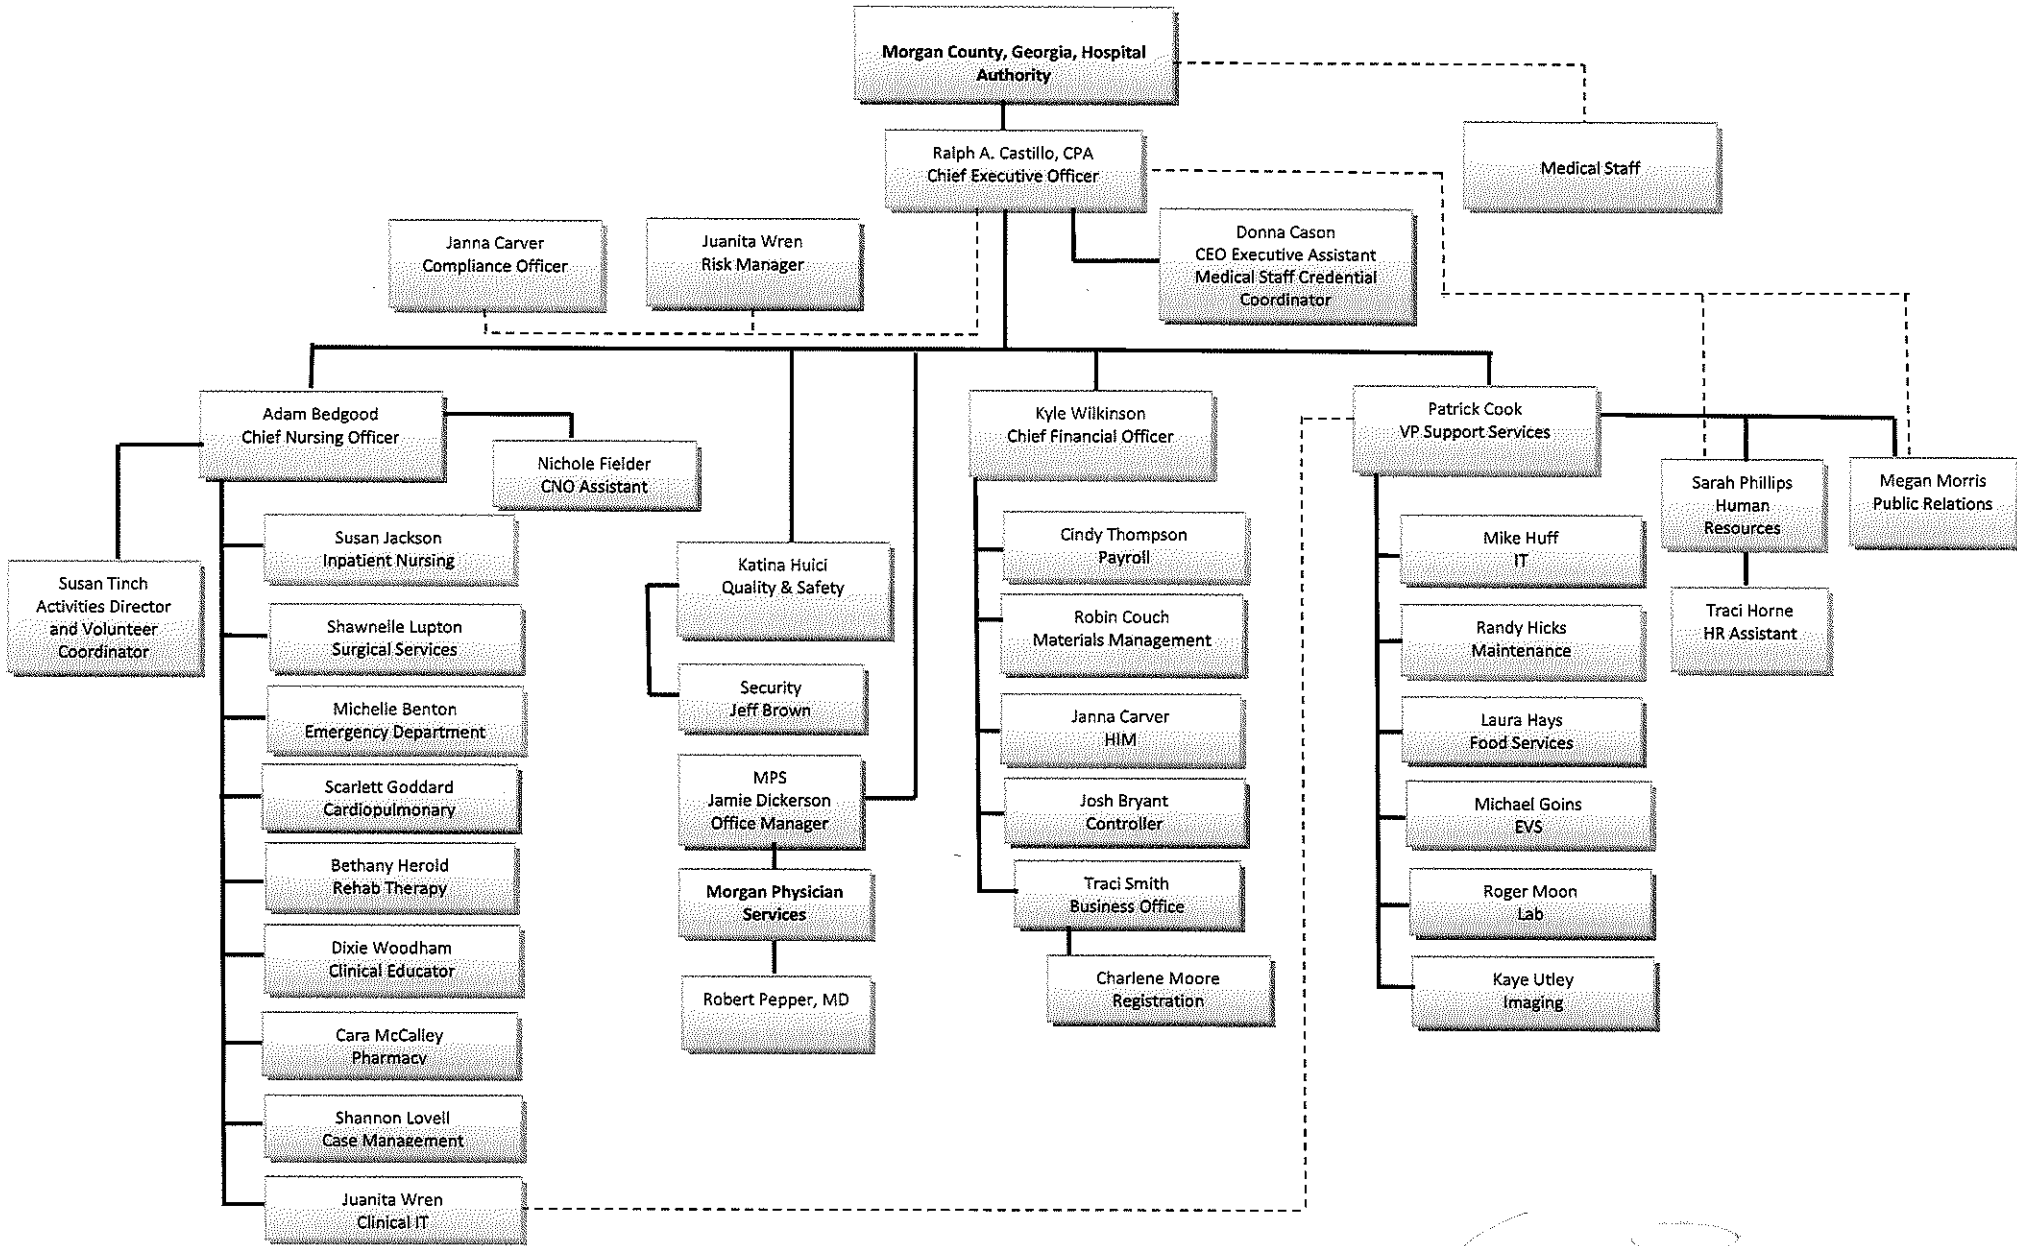 Morgan County, Georgia, Hospital
Authority
Ralph A. Castillo, CPA
Chief Executive Officer
Medical Staff
Janna Carver
Compliance Officer
Juanita Wren
Risk Manager
Donna Cason
CEO Executive Assistant
Medical Staff Credential
Coordinator
Adam Bedgood
Chief Nursing Officer
Nichole Fielder
CNO Assistant
Susan Tinch
Activities Director
and Volunteer
Coordinator
Susan Jackson
Inpatient Nursing
Shawnelle Lupton
Surgical Services
Michelle Benton
Emergency Department
Scarlett Goddard
Cardiopulmonary
Bethany Herold
Rehab Therapy
Dixie Woodham
Clinical Educator
Cara McCalley
Pharmacy
Shannon Lovell
Case Management
Juanita Wren
Clinical IT
Katina Huici
Quality & Safety
Security
Jeff Brown
MPS
Jamie Dickerson
Office Manager
Morgan Physician
Services
Robert Pepper, MD
Kyle Wilkinson
Chief Financial Officer
Cindy Thompson
Payroll
Robin Couch
Materials Management
Janna Carver
HIM
Josh Bryant
Controller
Traci Smith
Business Office
Charlene Moore
Registration
Patrick Cook
VP Support Services
Mike Huff
IT
Randy Hicks
Maintenance
Laura Hays
Food Services
Michael Goins
EVS
Roger Moon
Lab
Kaye Utley
Imaging
Sarah Phillips
Human
Resources
Traci Horne
HR Assistant
Megan Morris
Public Relations